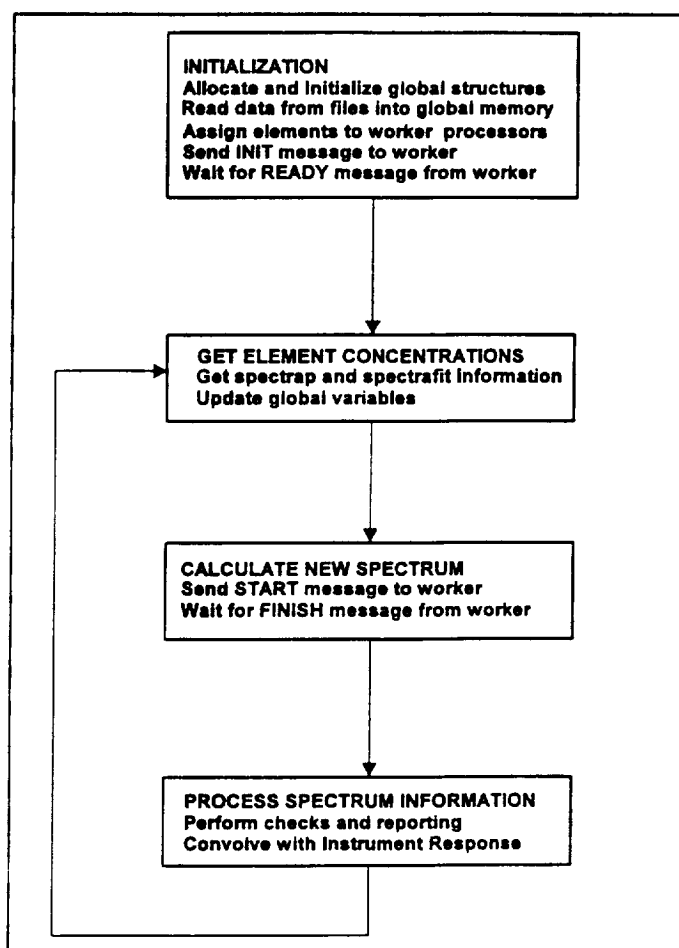 INITIALIZATION
Allocate and Initialize global structures
Read data from files into global memory
Assign elements to worker processors
Send INIT message to worker
Wait for READY message from worker
GET ELEMENT CONCENTRATIONS
Get spectrap and spectrafit information
Update global variables
CALCULATE NEW SPECTRUM
Send START message to worker
Wait for FINISH message from worker
PROCESS SPECTRUM INFORMATION
Perform checks and reporting
Convolve with Instrument Response